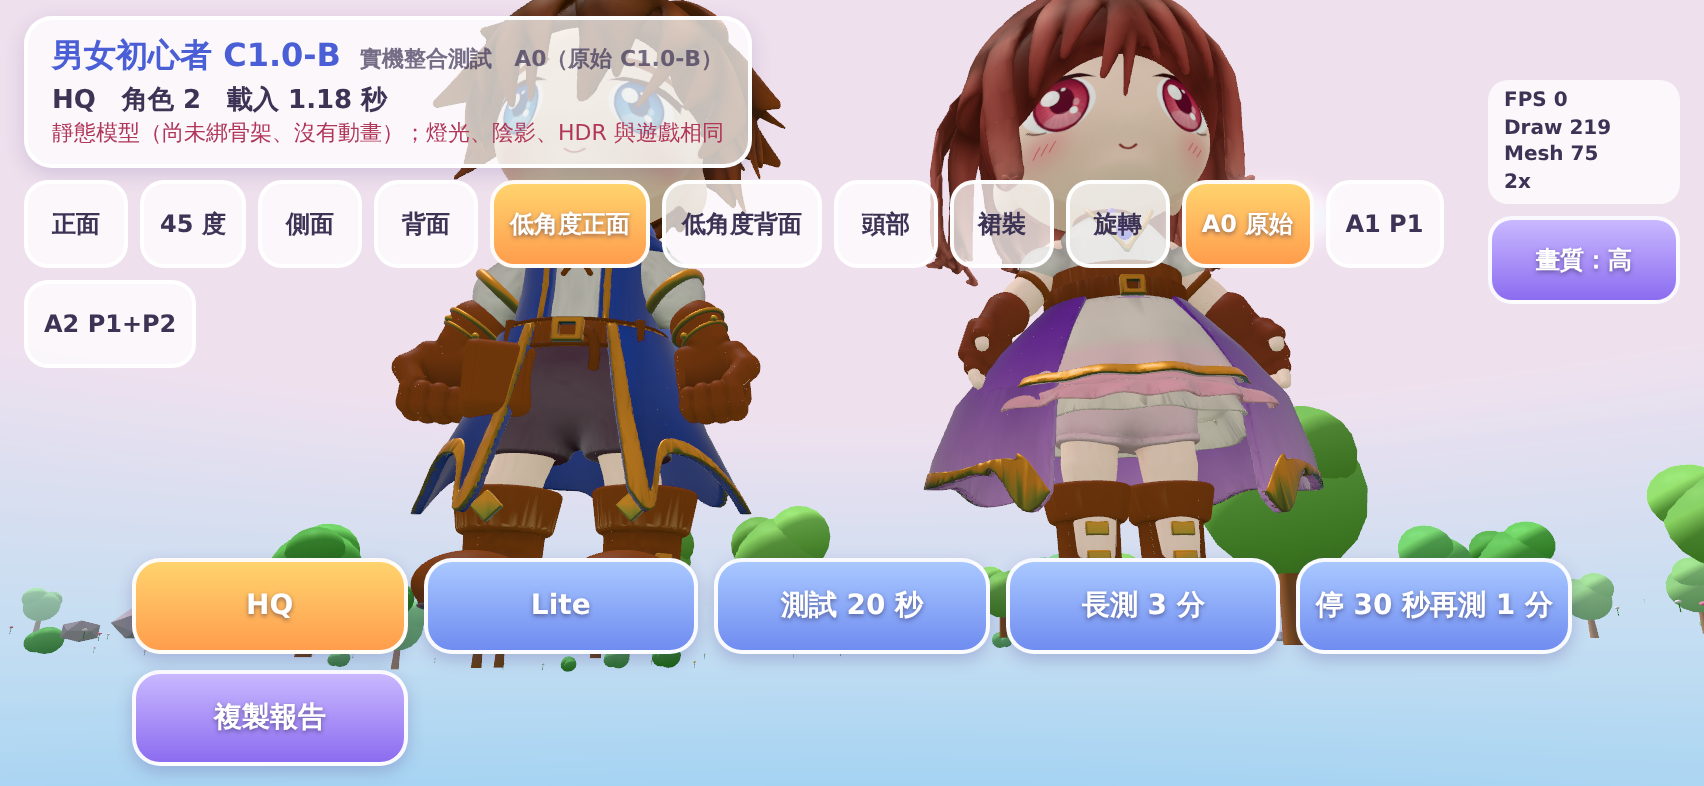 男女初心者 C1.0-B 實機整合測試 A0（原始 C1.0-B）
HQ 角色 2 載入 1.18 秒
靜態模型（尚未綁骨架、沒有動畫）；燈光、陰影、HDR 與遊戲相同
FPS 0
Draw 219
Mesh 75
2x
正面
45 度
側面
背面
低角度正面
低角度背面
頭部
裙裝
旋轉
A0 原始
A1 P1
畫質：高
A2 P1+P2
HQ
Lite
測試 20 秒
長測 3 分
停 30 秒再測 1 分
複製報告